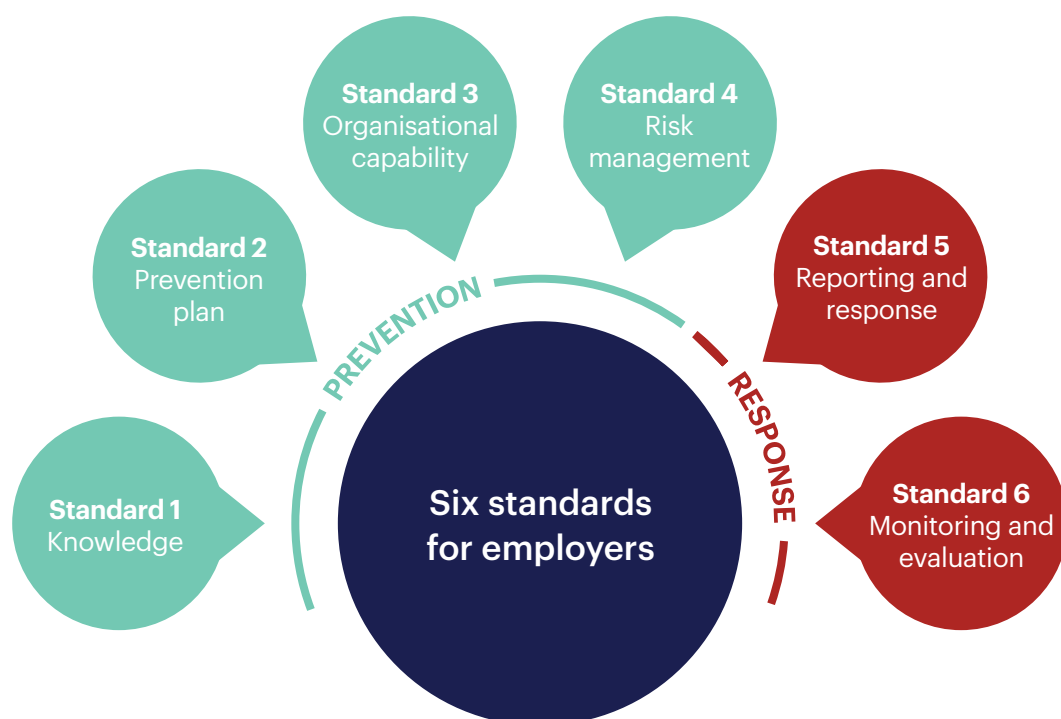 Standard 1
Knowledge
Standard 2
Prevention
plan
Standard 3
Organisational
capability
Standard 4
Risk
management
Standard 5
Reporting and
response
Standard 6
Monitoring and
evaluation
PREVENTION
RESPONSE
Six standards
for employers